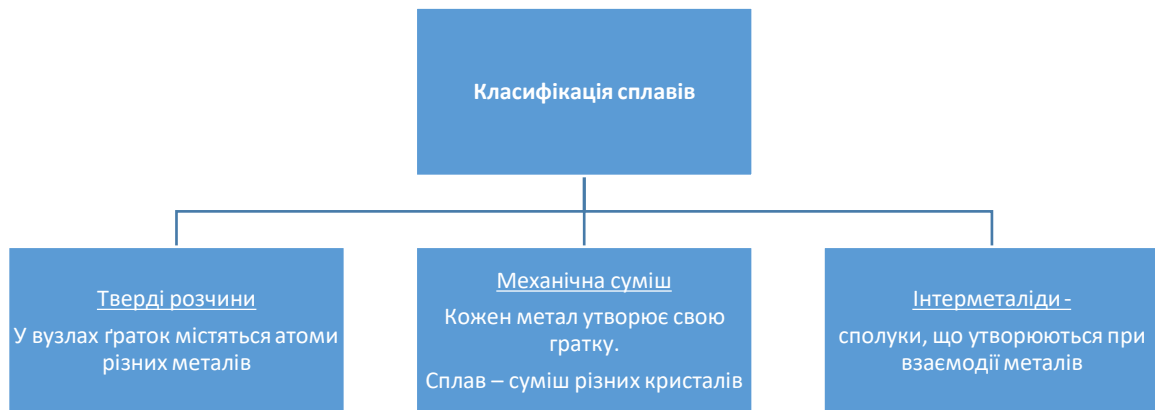 Класифікація сплавів
Тверді розчини
У вузлах ґраток містяться атоми
різних металів
Механічна суміш
Кожен метал утворює свою
гратку.
Сплав – суміш різних кристалів
Інтерметаліди -
сполуки, що утворюються при
взаємодії металів